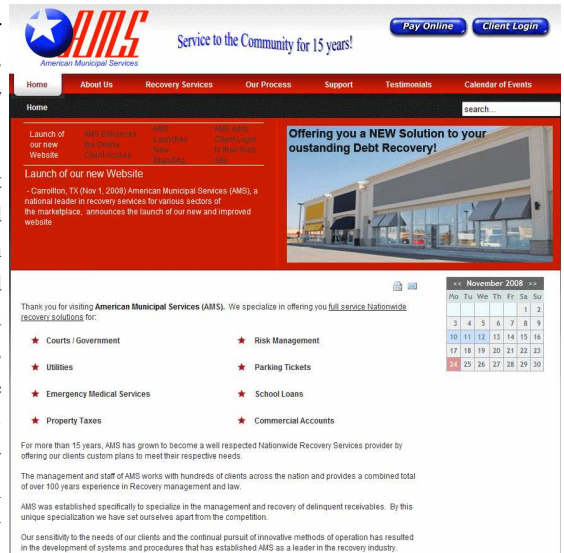 AMS
American Municipal Services
Service to the Community for 15 years!
Pay Online
Client Login
Home About Us Recovery Services Our Process Support Testimonials Calendar of Events
Home
search...
Launch of our new Website
AMS Enhances the Online Client Access
AMS Launches New Branding
AMS Adds Client Login to their Web Site
Launch of our new Website
- Carrollton, TX (Nov 1, 2008) American Municipal Services (AMS), a
national leader in recovery services for various sectors of
the marketplace, announces the launch of our new and improved
website
Offering you a NEW Solution to your
oustanding Debt Recovery!
<< November 2008 >>
Mo Tu We Th Fr Sa Su
1 2
3 4 5 6 7 8 9
10 11 12 13 14 15 16
17 18 19 20 21 22 23
24 25 26 27 28 29 30
Thank you for visiting American Municipal Services (AMS). We specialize in offering you full service Nationwide
recovery solutions for:
Courts / Government
Risk Management
Utilities
Parking Tickets
Emergency Medical Services
School Loans
Property Taxes
Commercial Accounts
For more than 15 years, AMS has grown to become a well respected Nationwide Recovery Services provider by
offering our clients custom plans to meet their respective needs.
The management and staff of AMS works with hundreds of clients across the nation and provides a combined total
of over 100 years experience in Recovery management and law.
AMS was established specifically to specialize in the management and recovery of delinquent receivables. By this
unique specialization we have set ourselves apart from the competition.
Our sensitivity to the needs of our clients and the continual pursuit of innovative methods of operation has resulted
in the development of systems and procedures that has established AMS as a leader in the recovery industry.